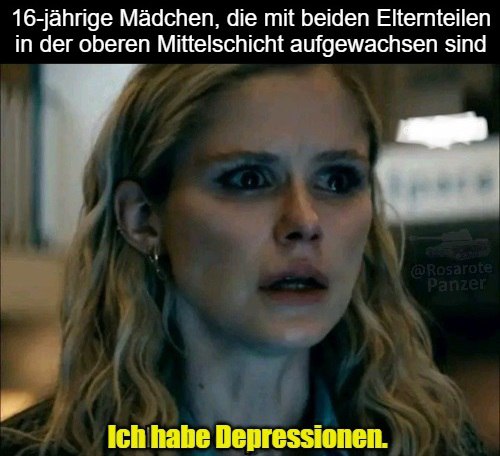 16-jährige Mädchen, die mit beiden Elternteilen
in der oberen Mittelschicht aufgewachsen sind
@Rosarote
Panzer
Ich habe Depressionen.